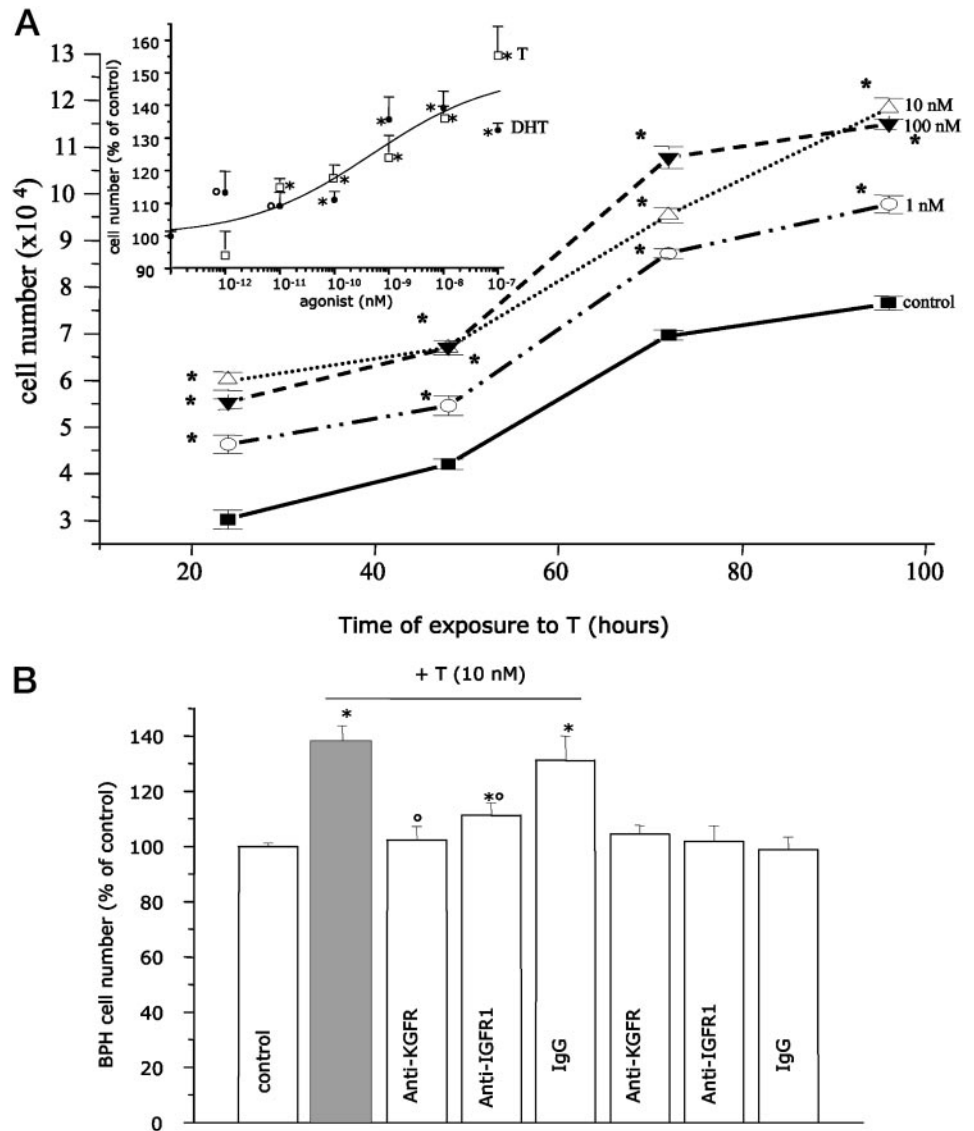 A
cell number (x10 4)
13
12
11
10
9
8
7
6
5
4
3
20
40
60
80
100
Time of exposure to T (hours)
cell number (% of control)
160
150
140
130
120
110
100
90
10-12
10-11
10-10
10-9
10-8
10-7
agonist (nM)
* T
* DHT
10 nM
100 nM
1 nM
control
B
+ T (10 nM)
BPH cell number (% of control)
140
120
100
80
60
40
20
0
control
Anti-KGFR
Anti-IGFR1
IgG
Anti-KGFR
Anti-IGFR1
IgG